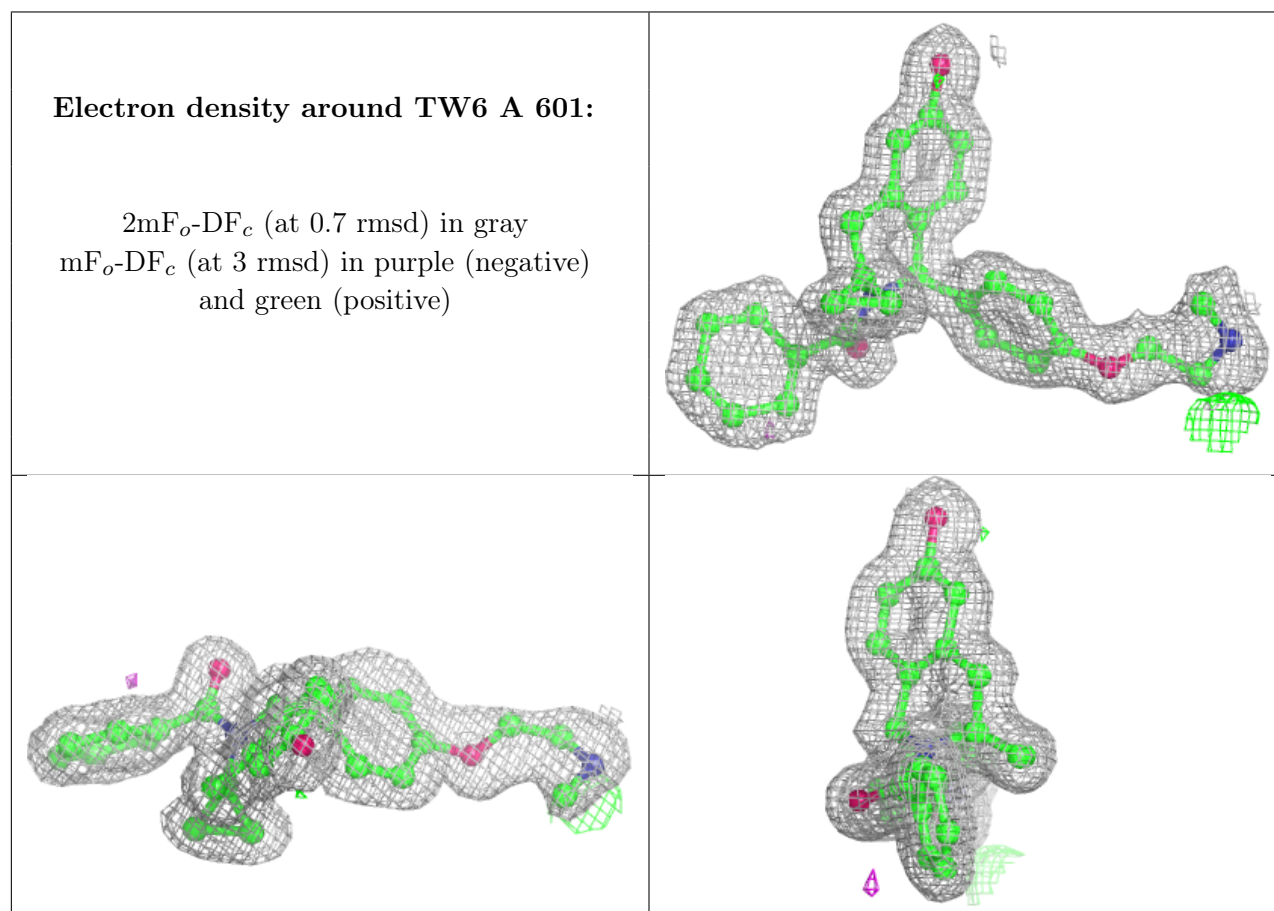 Electron density around TW6 A 601:
2mFo-DFc (at 0.7 rmsd) in gray
mFo-DFc (at 3 rmsd) in purple (negative)
and green (positive)